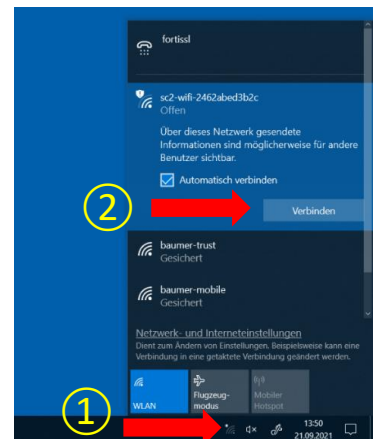 fortissl
sc2-wifi-2462abed3b2c
Offen
Über dieses Netzwerk gesendete
Informationen sind möglicherweise für andere
Benutzer sichtbar.
Automatisch verbinden
2
Verbinden
baumer-trust
Gesichert
baumer-mobile
Gesichert
Netzwerk- und Interneteinstellungen
Dient zum Ändern von Einstellungen. Beispielsweise kann eine
Verbindung in eine getaktete Verbindung geändert werden.
WLAN
Flugzeug-
modus
Mobiler
Hotspot
1
13:50
21.09.2021